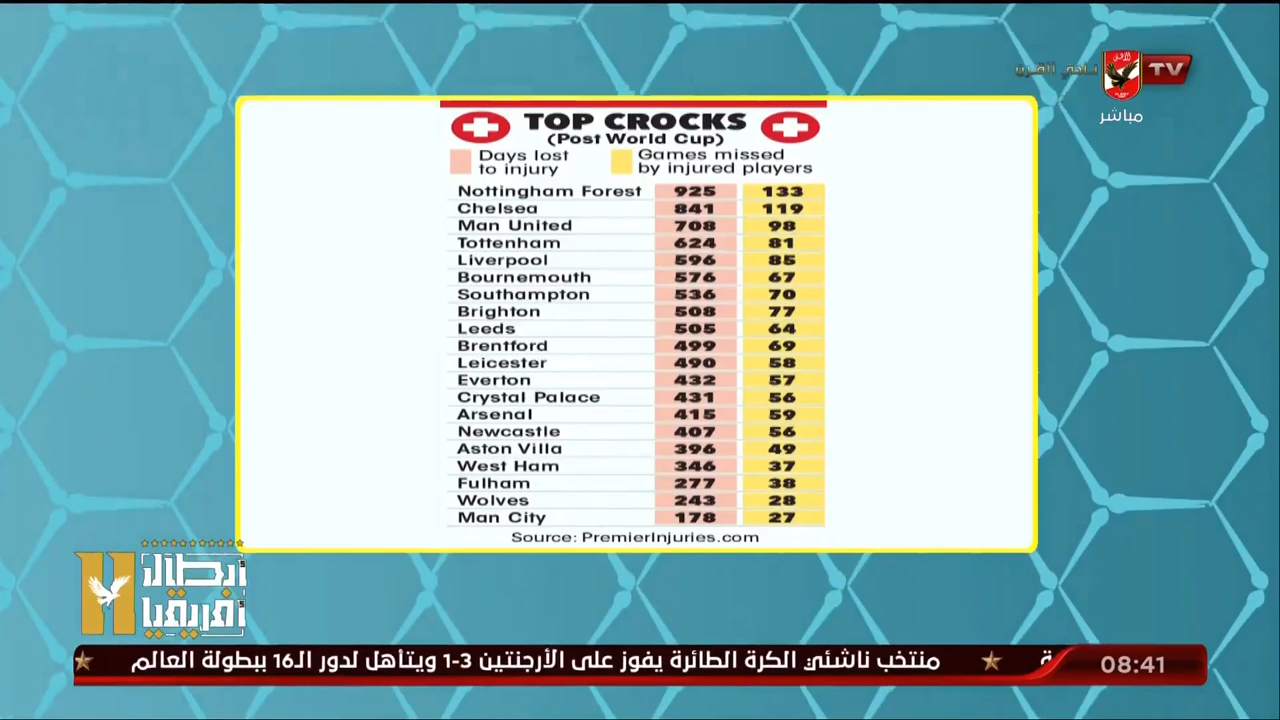 نادي القرن
TV
مباشر
TOP CROCKS
(Post World Cup)
Days lost to injury
Games missed by injured players
Nottingham Forest 925 133
Chelsea 841 119
Man United 708 98
Tottenham 624 81
Liverpool 596 85
Bournemouth 576 67
Southampton 536 70
Brighton 508 77
Leeds 505 64
Brentford 499 69
Leicester 490 58
Everton 432 57
Crystal Palace 431 56
Arsenal 415 59
Newcastle 407 56
Aston Villa 396 49
West Ham 346 37
Fulham 277 38
Wolves 243 28
Man City 178 27
Source: PremierInjuries.com
أبطال
أفريقيا
11
منتخب ناشئي الكرة الطائرة يفوز على الأرجنتين 3-1 ويتأهل لدور الـ16 ببطولة العالم
08:41